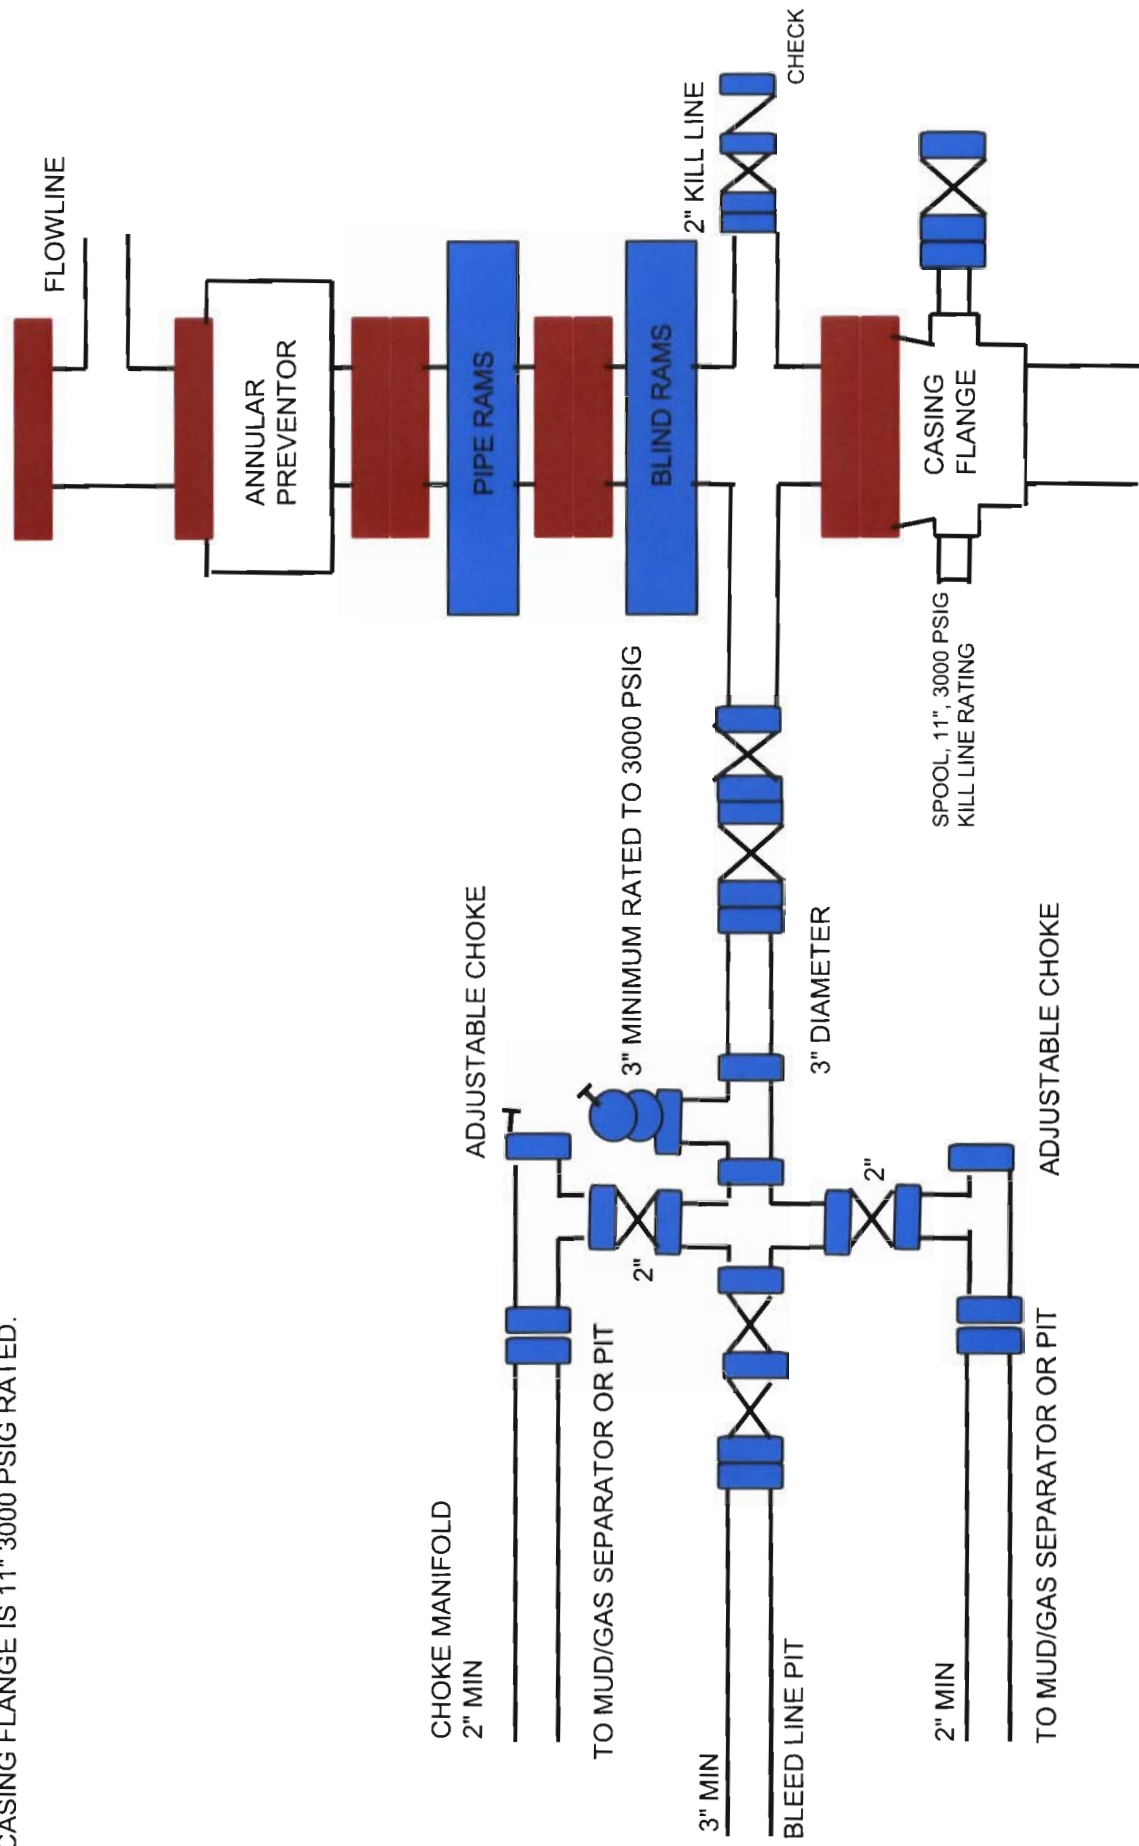 CASING FLANGE IS 11" 3000 PSIG RATED.
FLOWLINE
ANNULAR
PREVENTOR
PIPE RAMS
BLIND RAMS
2" KILL LINE
CHECK
CASING
FLANGE
SPOOL, 11", 3000 PSIG
KILL LINE RATING
3" MINIMUM RATED TO 3000 PSIG
3" DIAMETER
ADJUSTABLE CHOKE
2"
2"
ADJUSTABLE CHOKE
CHOKE MANIFOLD
2" MIN
TO MUD/GAS SEPARATOR OR PIT
3" MIN
BLEED LINE PIT
2" MIN
TO MUD/GAS SEPARATOR OR PIT